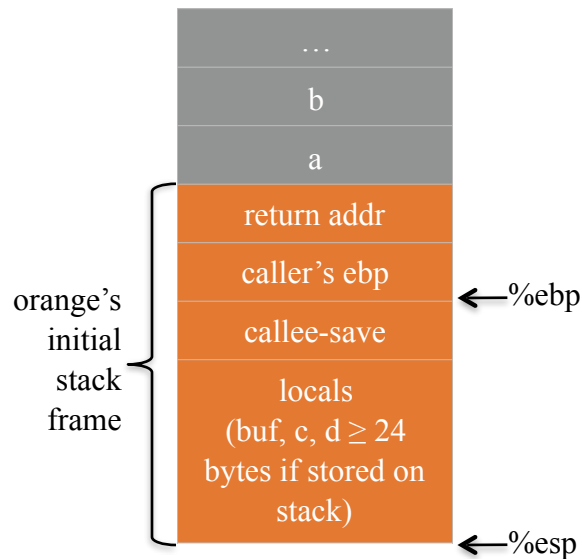 …
b
a
return addr
caller’s ebp
%ebp
callee-save
orange’s
initial
stack
frame
locals
(buf, c, d ≥ 24
bytes if stored on
stack)
%esp